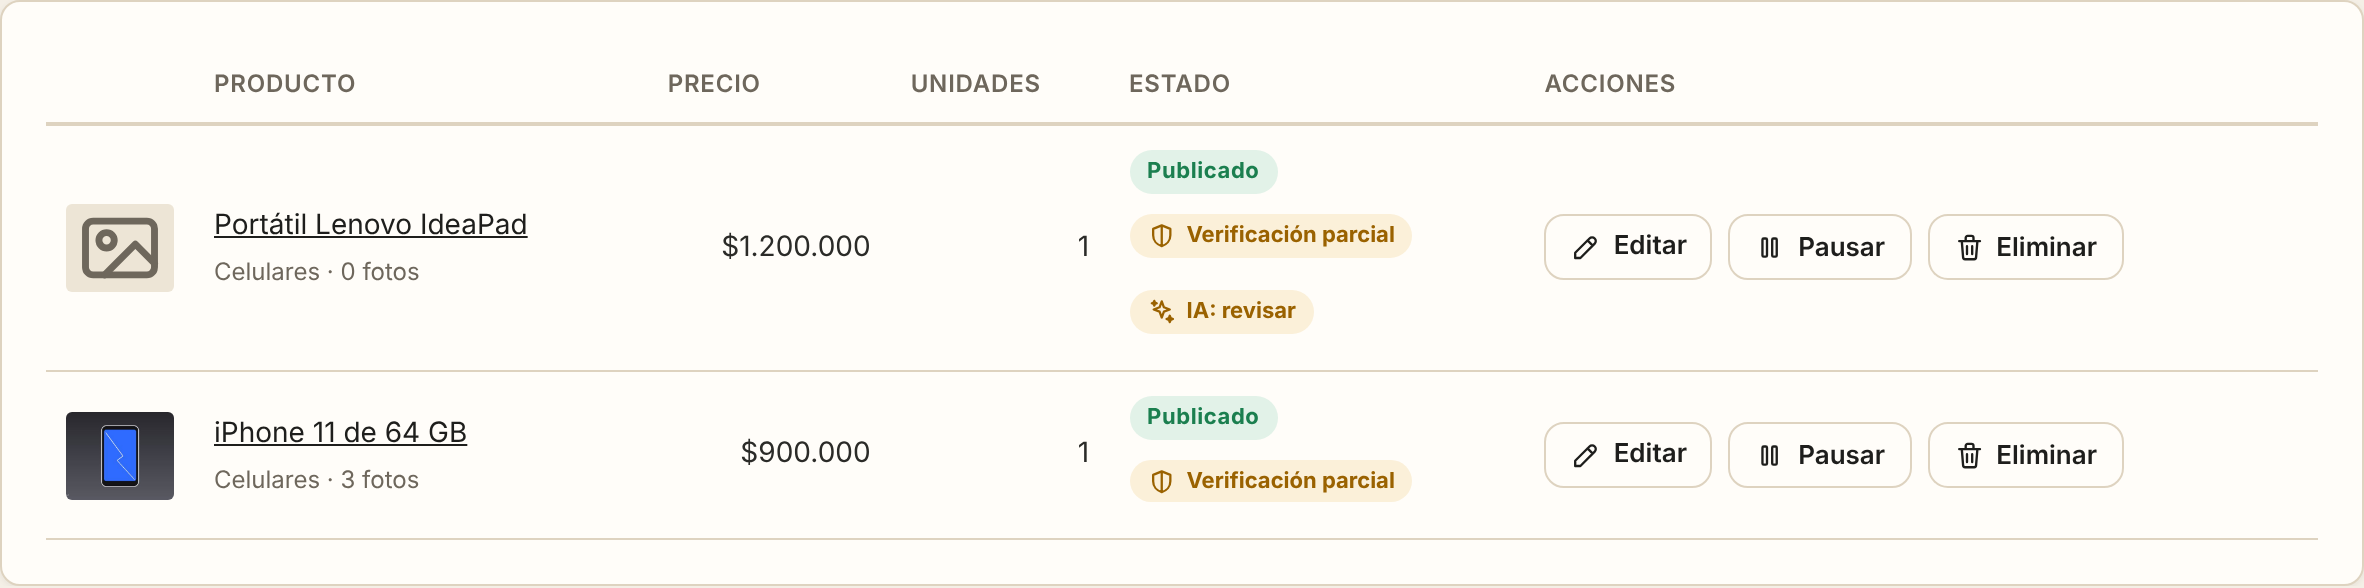 PRODUCTO PRECIO UNIDADES ESTADO ACCIONES
Portátil Lenovo IdeaPad
Celulares · 0 fotos
$1.200.000
1
Publicado
Verificación parcial
IA: revisar
Editar
Pausar
Eliminar
iPhone 11 de 64 GB
Celulares · 3 fotos
$900.000
1
Publicado
Verificación parcial
Editar
Pausar
Eliminar